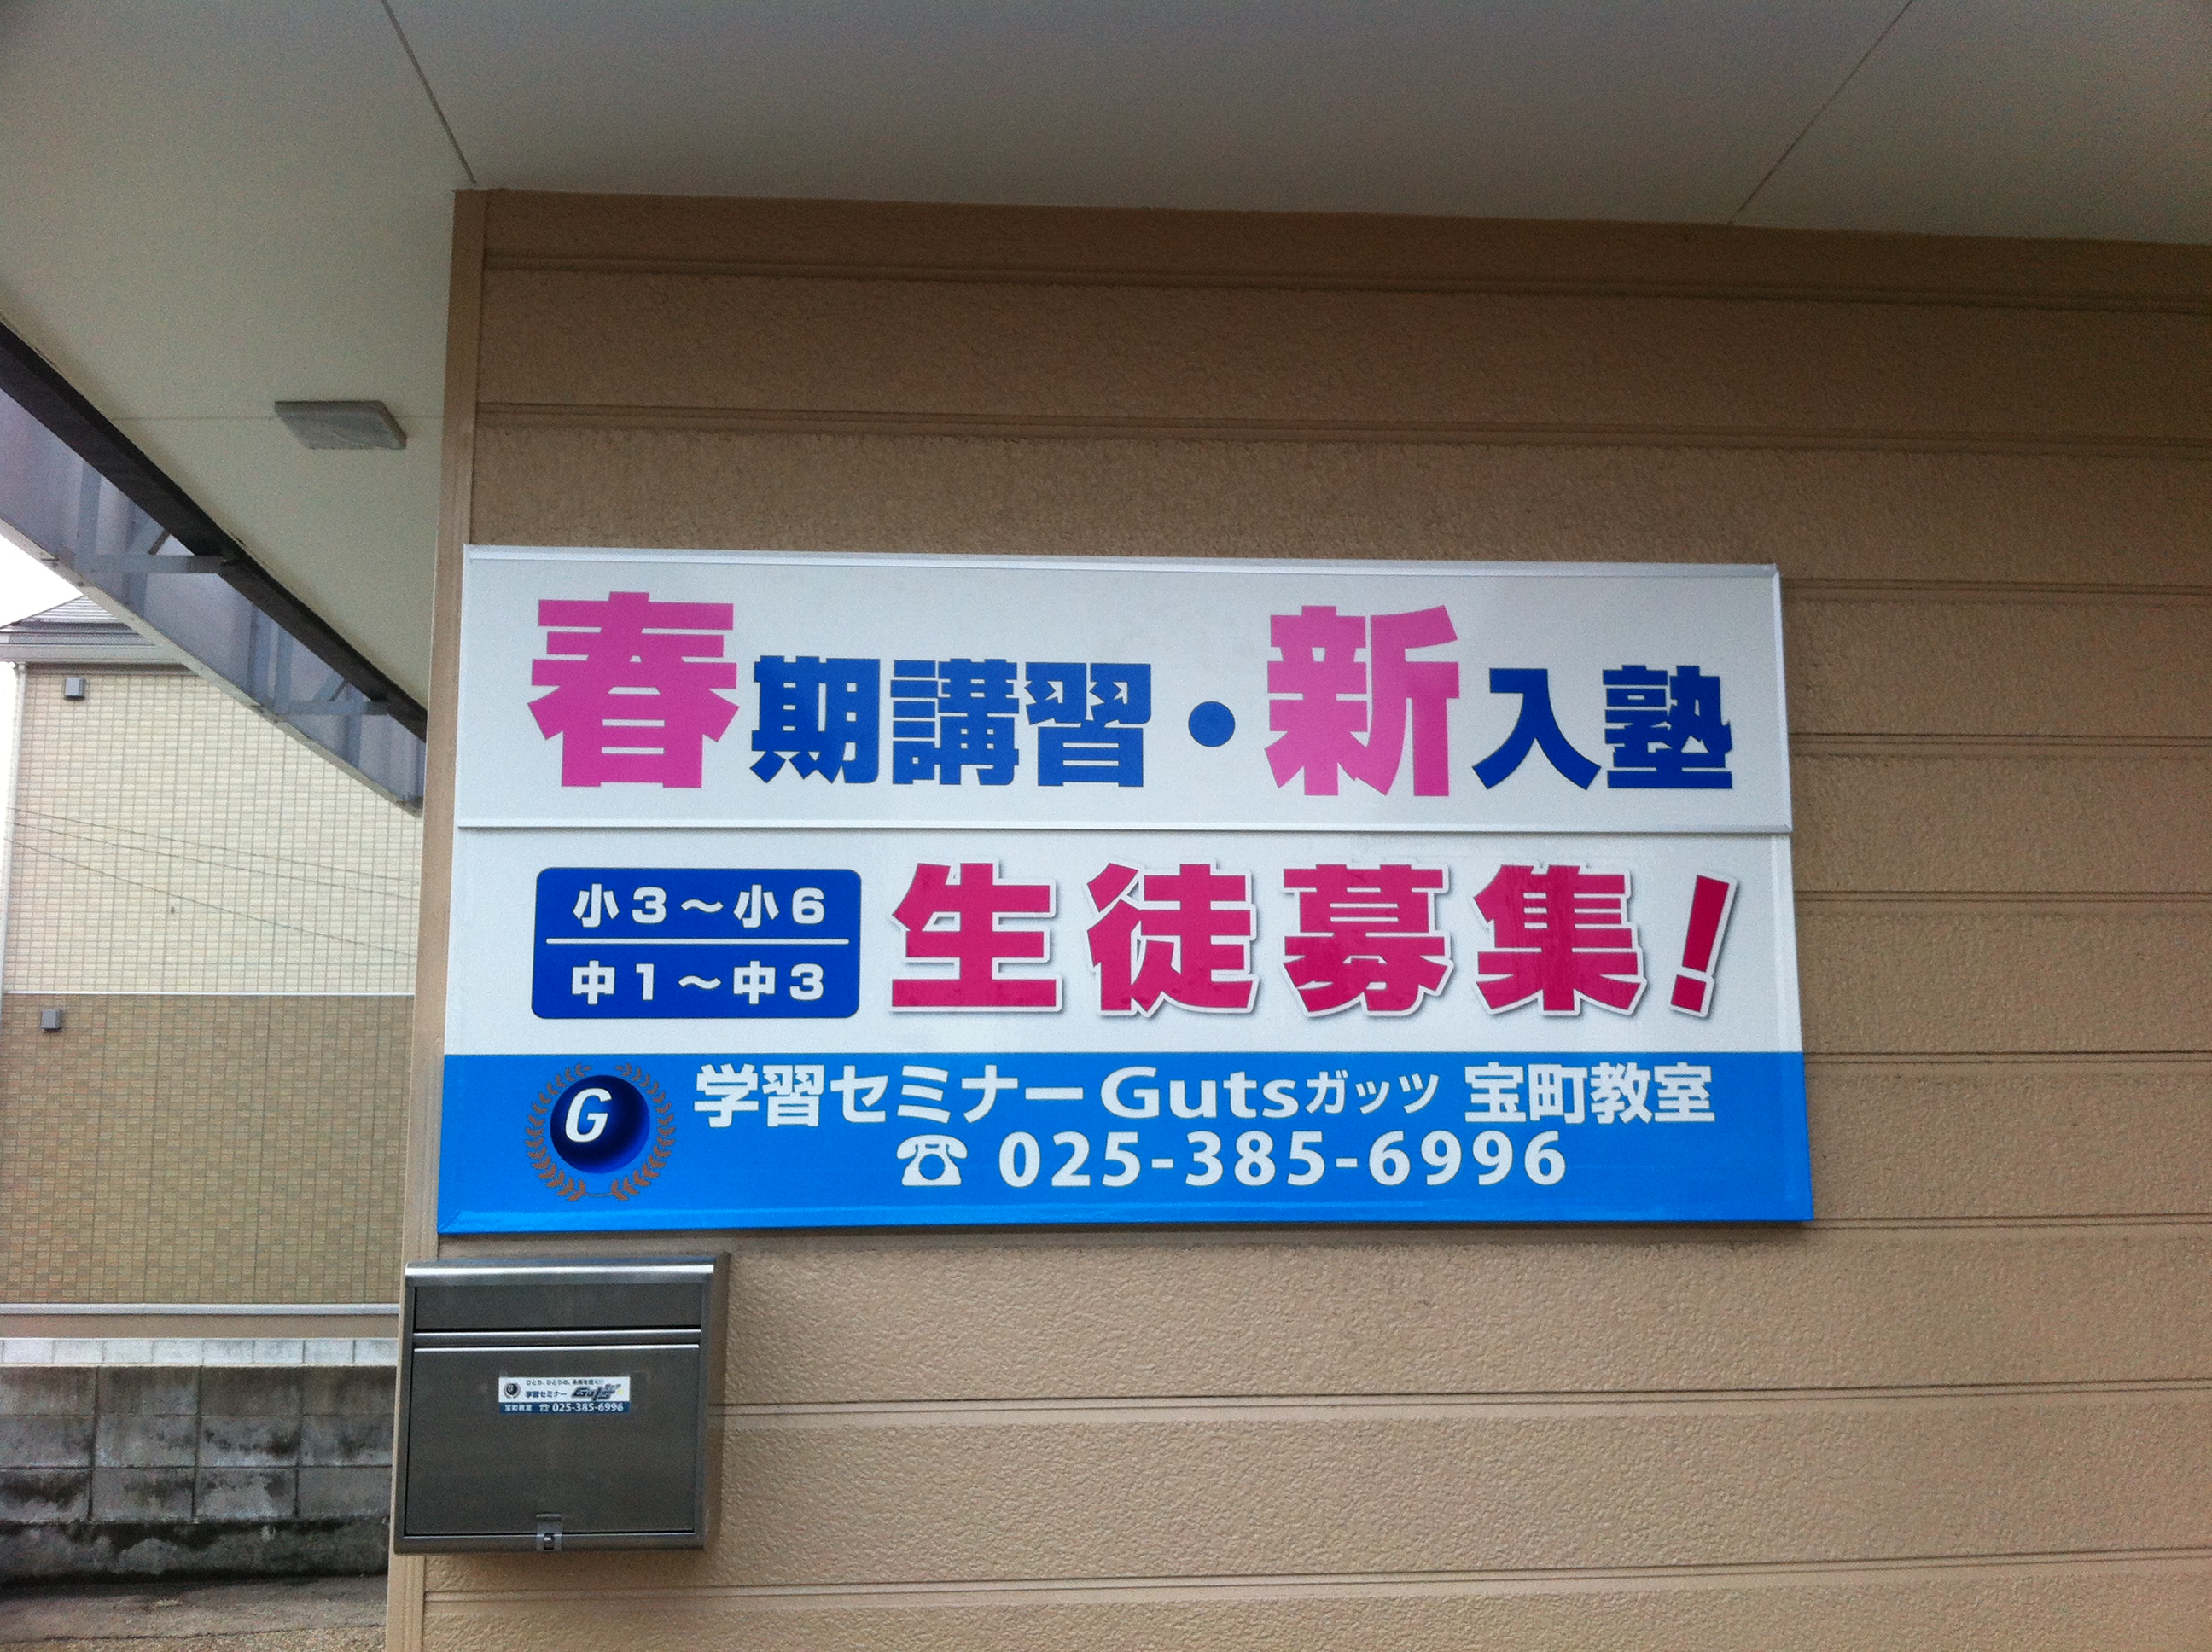 春期講習・新入塾
小3～小6
中1～中3
生徒募集!
G
学習セミナーGutsガッツ 宝町教室
☎025-385-6996
学習セミナー Guts
宝町教室 ☎025-385-6996